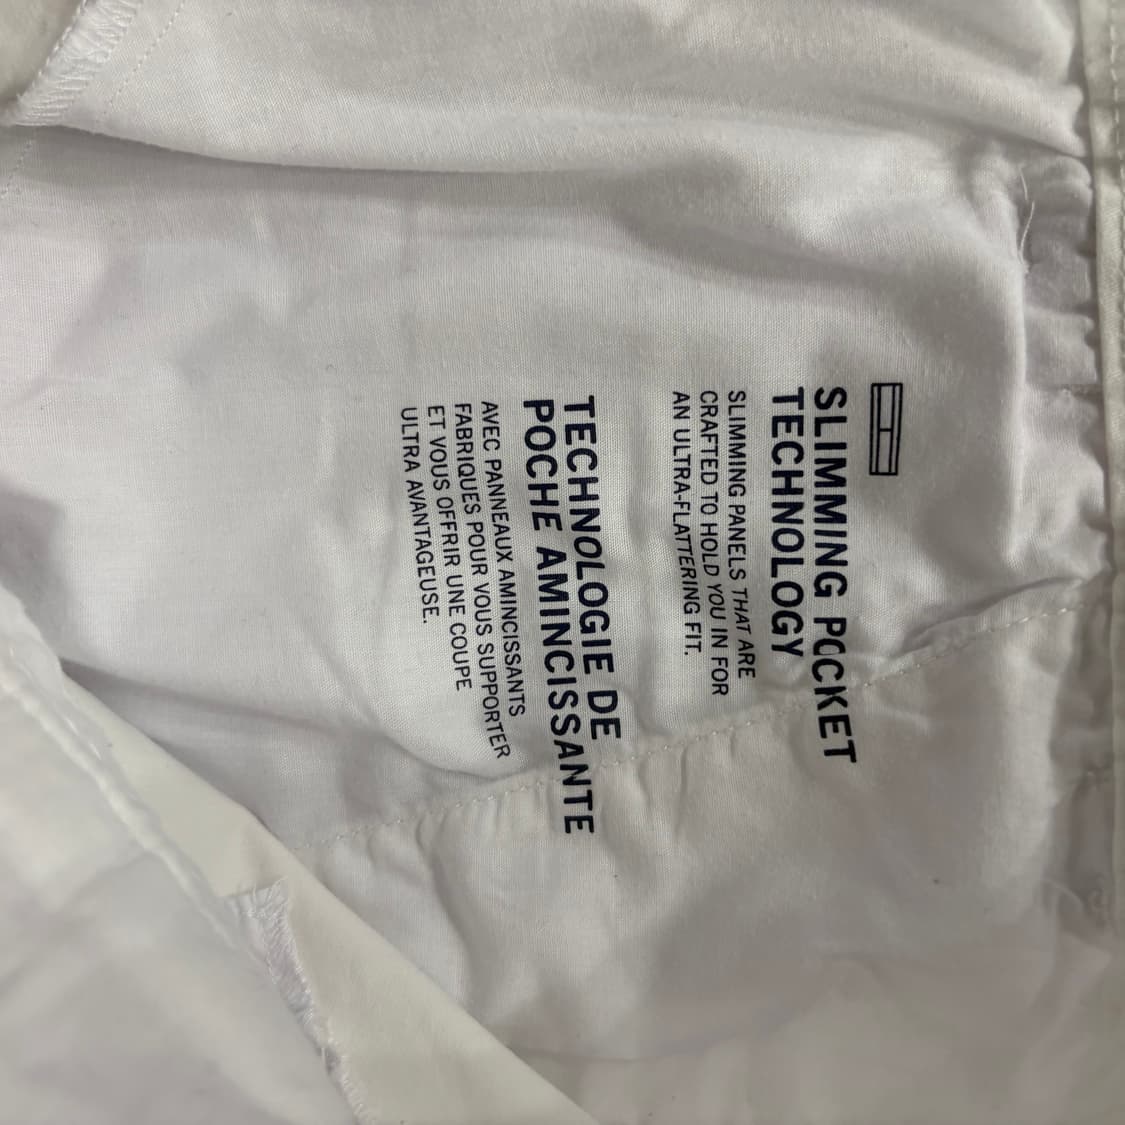 SLIMMING POCKET
TECHNOLOGY
SLIMMING PANELS THAT ARE
CRAFTED TO HOLD YOU IN FOR
AN ULTRA-FLATTERING FIT.
TECHNOLOGIE DE
POCHE AMINCISSANTE
AVEC PANNEAUX AMINCISSANTS
FABRIQUES POUR VOUS SUPPORTER
ET VOUS OFFRIR UNE COUPE
ULTRA AVANTAGEUSE.